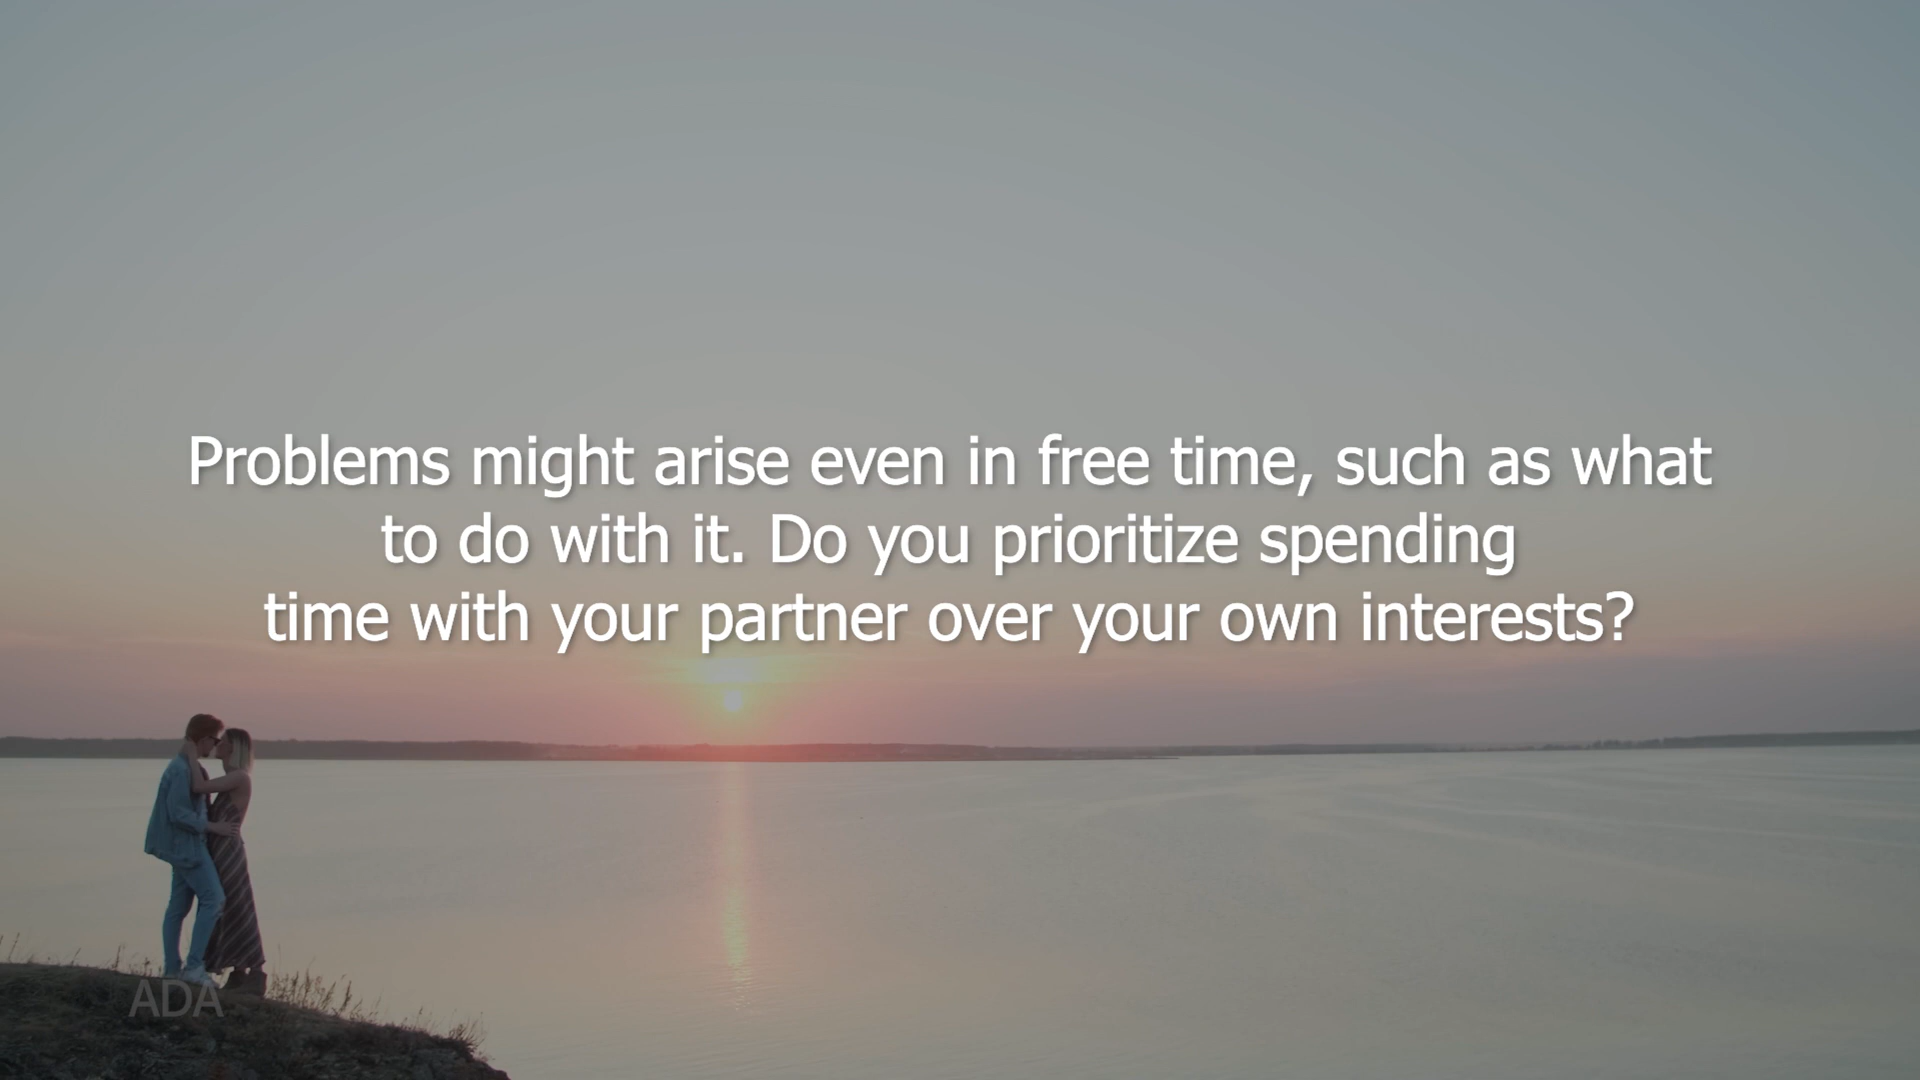 Problems might arise even in free time, such as what
to do with it. Do you prioritize spending
time with your partner over your own interests?
ADA